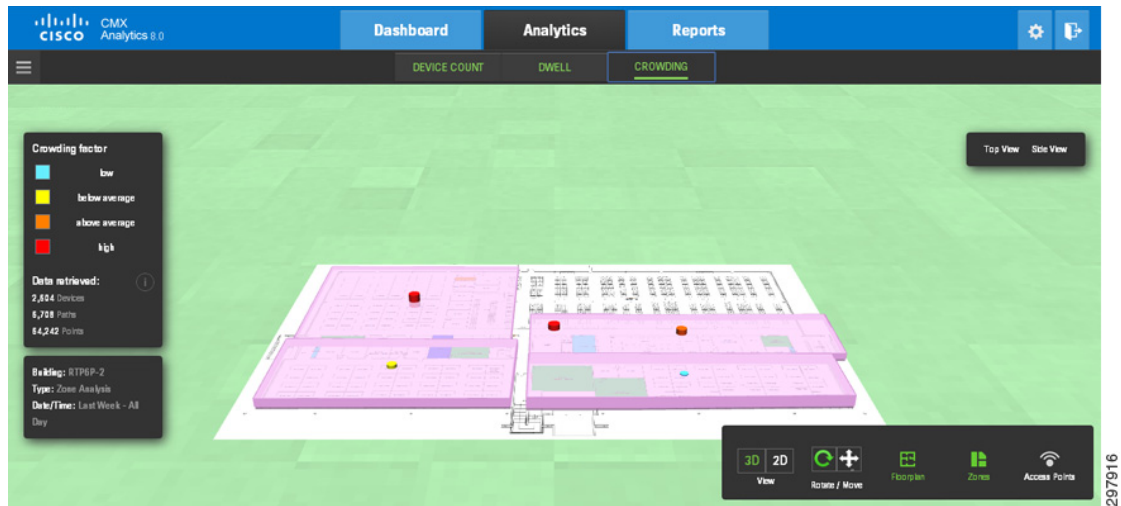 CISCO
CMX
Analytics 8.0
Dashboard
Analytics
Reports
DEVICE COUNT
DWELL
CROWDING
Crowding factor
low
below average
above average
high
Data retrieved:
i
2,604 Devices
6,708 Paths
64,242 Points
Building: RTP6P-2
Type: Zone Analysis
Date/Time: Last Week - All
Day
Top View Side View
3D 2D
View
Rotate / Move
Floorplan
Zones
Access Points
297916